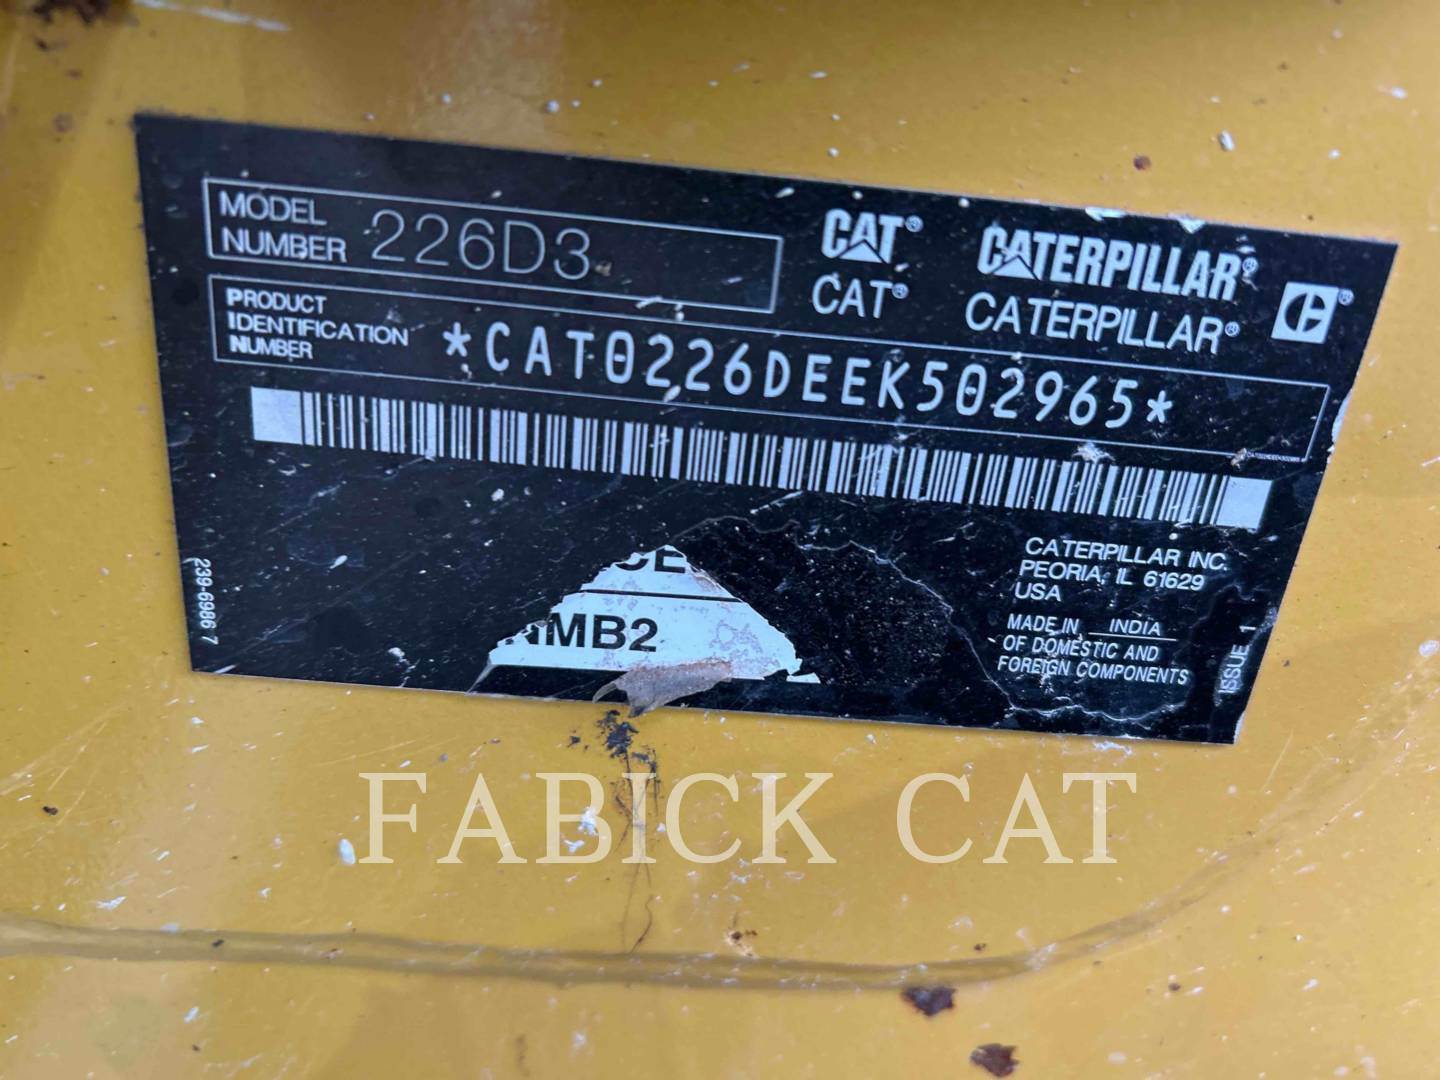 MODEL
NUMBER 226D3
CAT® CATERPILLAR®
CAT® CATERPILLAR®
PRODUCT
IDENTIFICATION
NUMBER
*CAT0226DEEK502965*
239-6986 7
MB2
CATERPILLAR INC.
PEORIA, IL 61629
USA
MADE IN INDIA
OF DOMESTIC AND
FOREIGN COMPONENTS
ISSUE 1
FABICK CAT